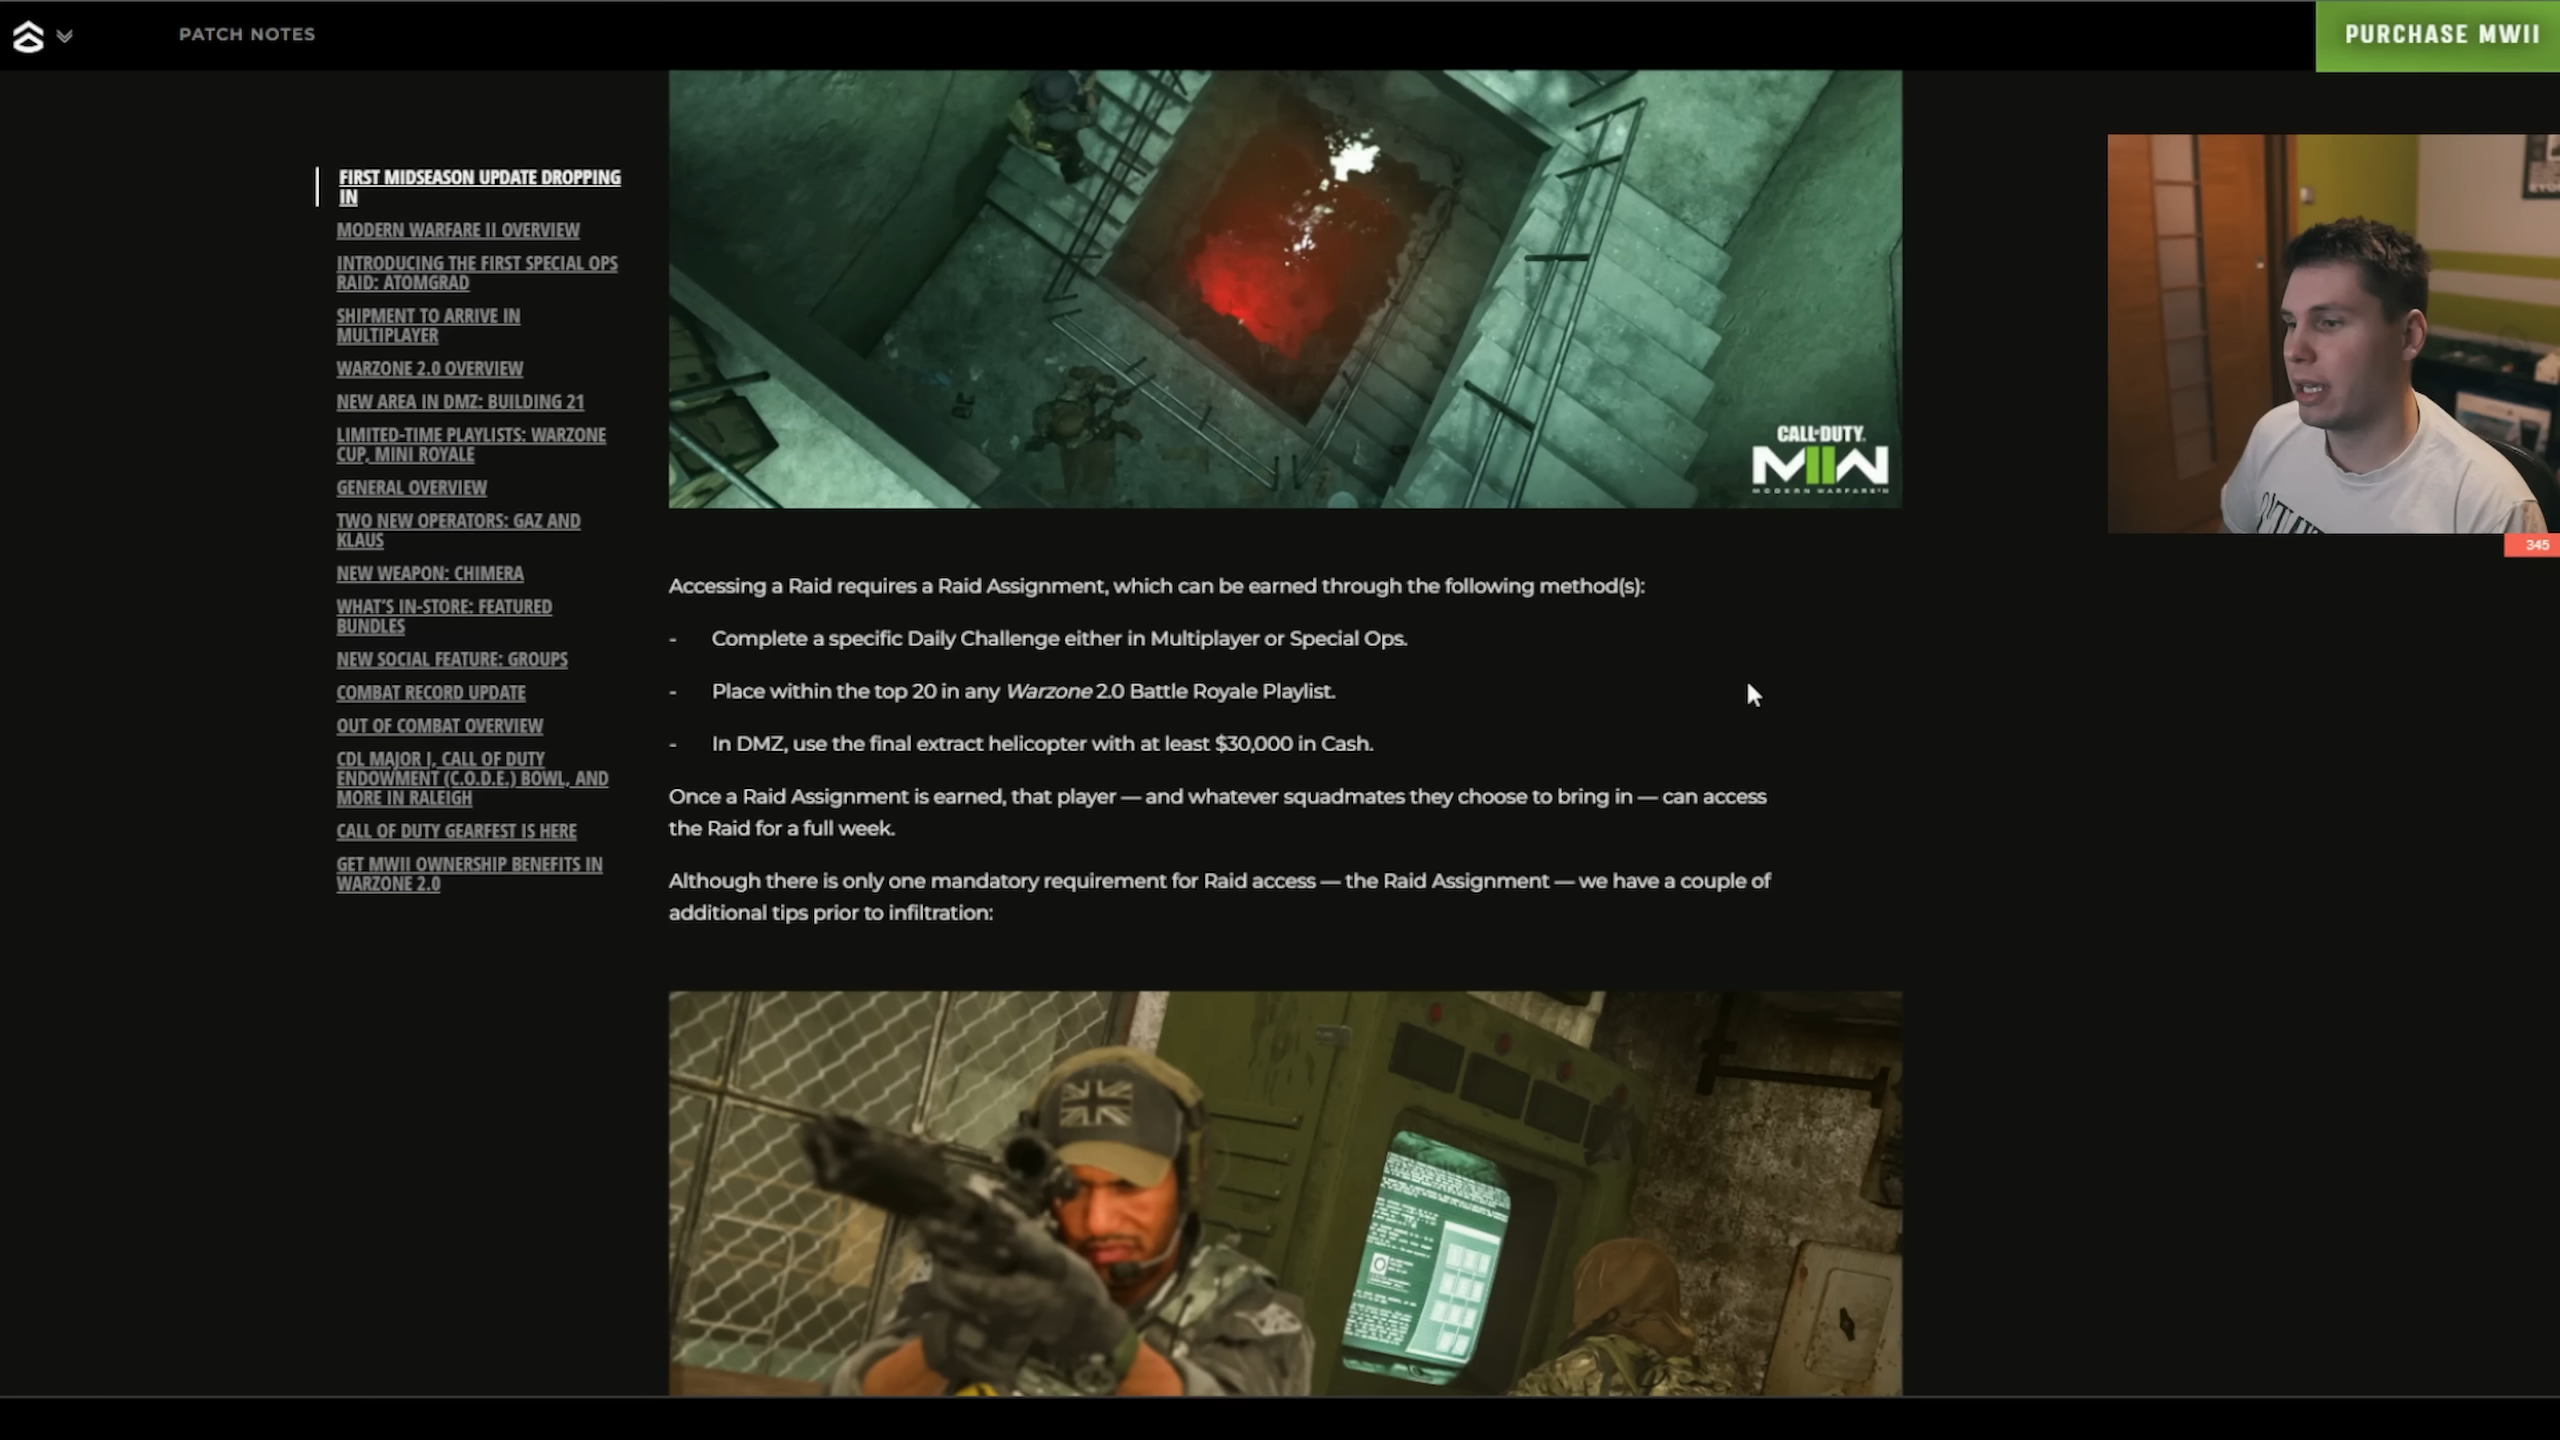 PATCH NOTES
PURCHASE MWII
FIRST MIDSEASON UPDATE DROPPING
IN
MODERN WARFARE II OVERVIEW
INTRODUCING THE FIRST SPECIAL OPS
RAID: ATOMGRAD
SHIPMENT TO ARRIVE IN
MULTIPLAYER
WARZONE 2.0 OVERVIEW
NEW AREA IN DMZ: BUILDING 21
LIMITED-TIME PLAYLISTS: WARZONE
CUP, MINI ROYALE
GENERAL OVERVIEW
TWO NEW OPERATORS: GAZ AND
KLAUS
NEW WEAPON: CHIMERA
WHAT'S IN-STORE: FEATURED
BUNDLES
NEW SOCIAL FEATURE: GROUPS
COMBAT RECORD UPDATE
OUT OF COMBAT OVERVIEW
CDL MAJOR I, CALL OF DUTY
ENDOWMENT (C.O.D.E.) BOWL, AND
MORE IN RALEIGH
CALL OF DUTY GEARFEST IS HERE
GET MWII OWNERSHIP BENEFITS IN
WARZONE 2.0
CALL OF DUTY.
MWII
MODERN WARFARE II
Accessing a Raid requires a Raid Assignment, which can be earned through the following method(s):
- Complete a specific Daily Challenge either in Multiplayer or Special Ops.
- Place within the top 20 in any Warzone 2.0 Battle Royale Playlist.
- In DMZ, use the final extract helicopter with at least $30,000 in Cash.
Once a Raid Assignment is earned, that player — and whatever squadmates they choose to bring in — can access
the Raid for a full week.
Although there is only one mandatory requirement for Raid access — the Raid Assignment — we have a couple of
additional tips prior to infiltration:
345